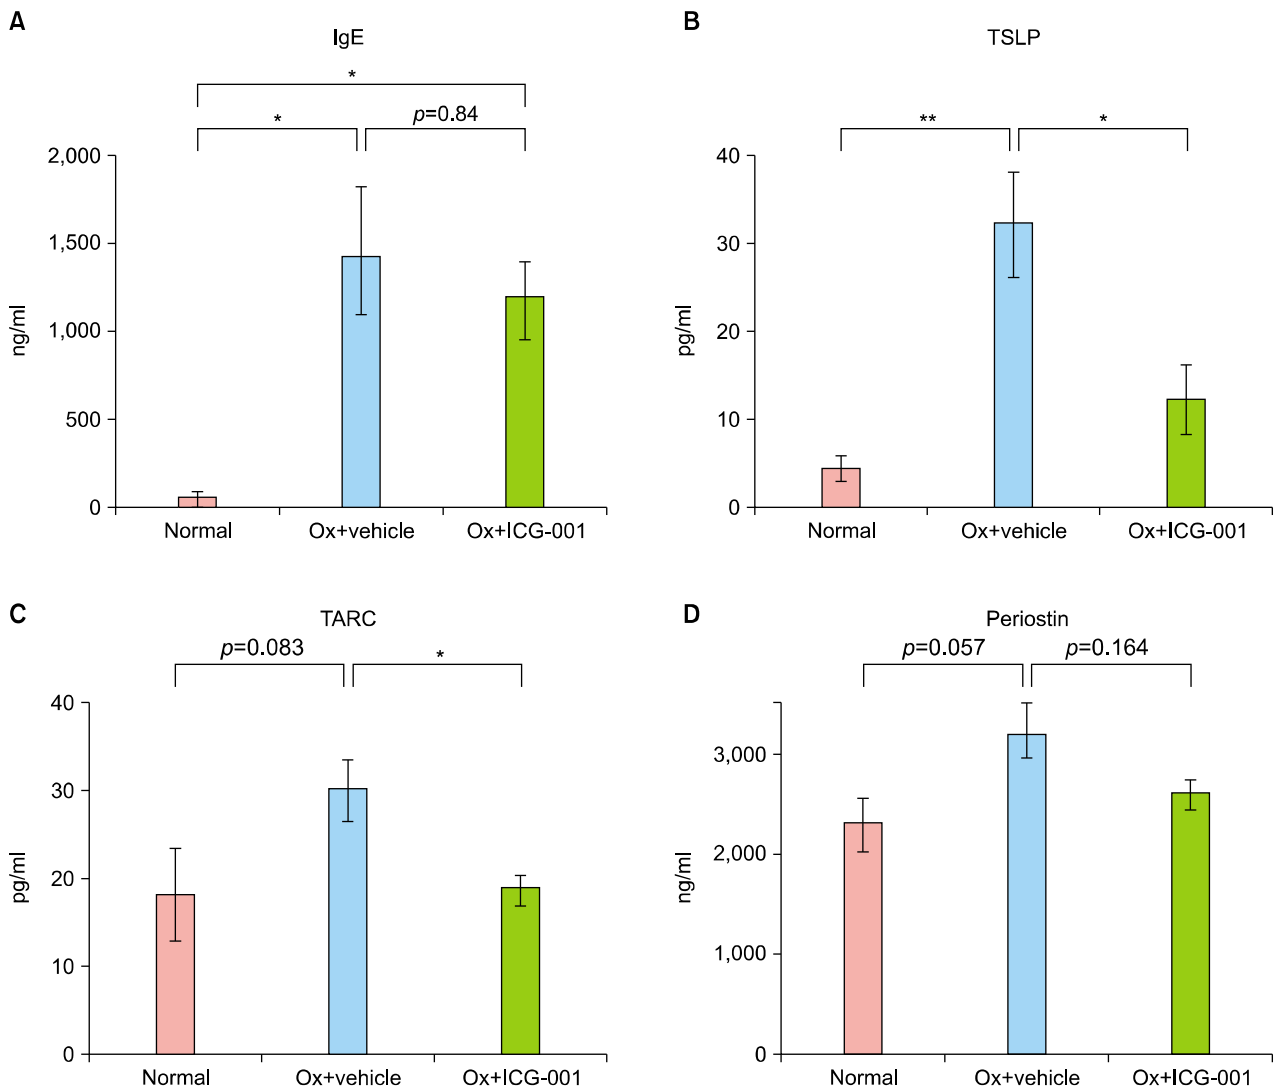 A
IgE
*
* p=0.84
2,000
1,500
1,000
500
0
ng/ml
Normal Ox+vehicle Ox+ICG-001
B
TSLP
** *
40
30
20
10
0
pg/ml
Normal Ox+vehicle Ox+ICG-001
C
TARC
p=0.083 *
40
30
20
10
0
pg/ml
Normal Ox+vehicle Ox+ICG-001
D
Periostin
p=0.057 p=0.164
3,000
2,000
1,000
0
ng/ml
Normal Ox+vehicle Ox+ICG-001